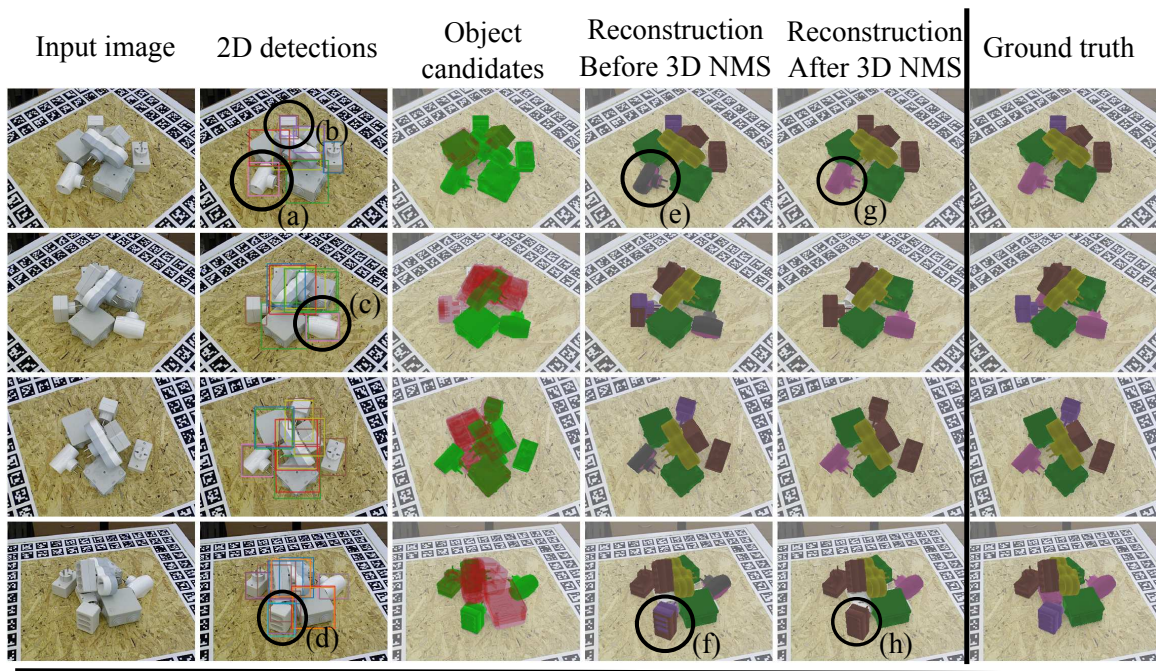 Input image
2D detections
Object
candidates
Reconstruction
Before 3D NMS
Reconstruction
After 3D NMS
Ground truth
(b)
(a)
(e)
(g)
(c)
(d)
(f)
(h)